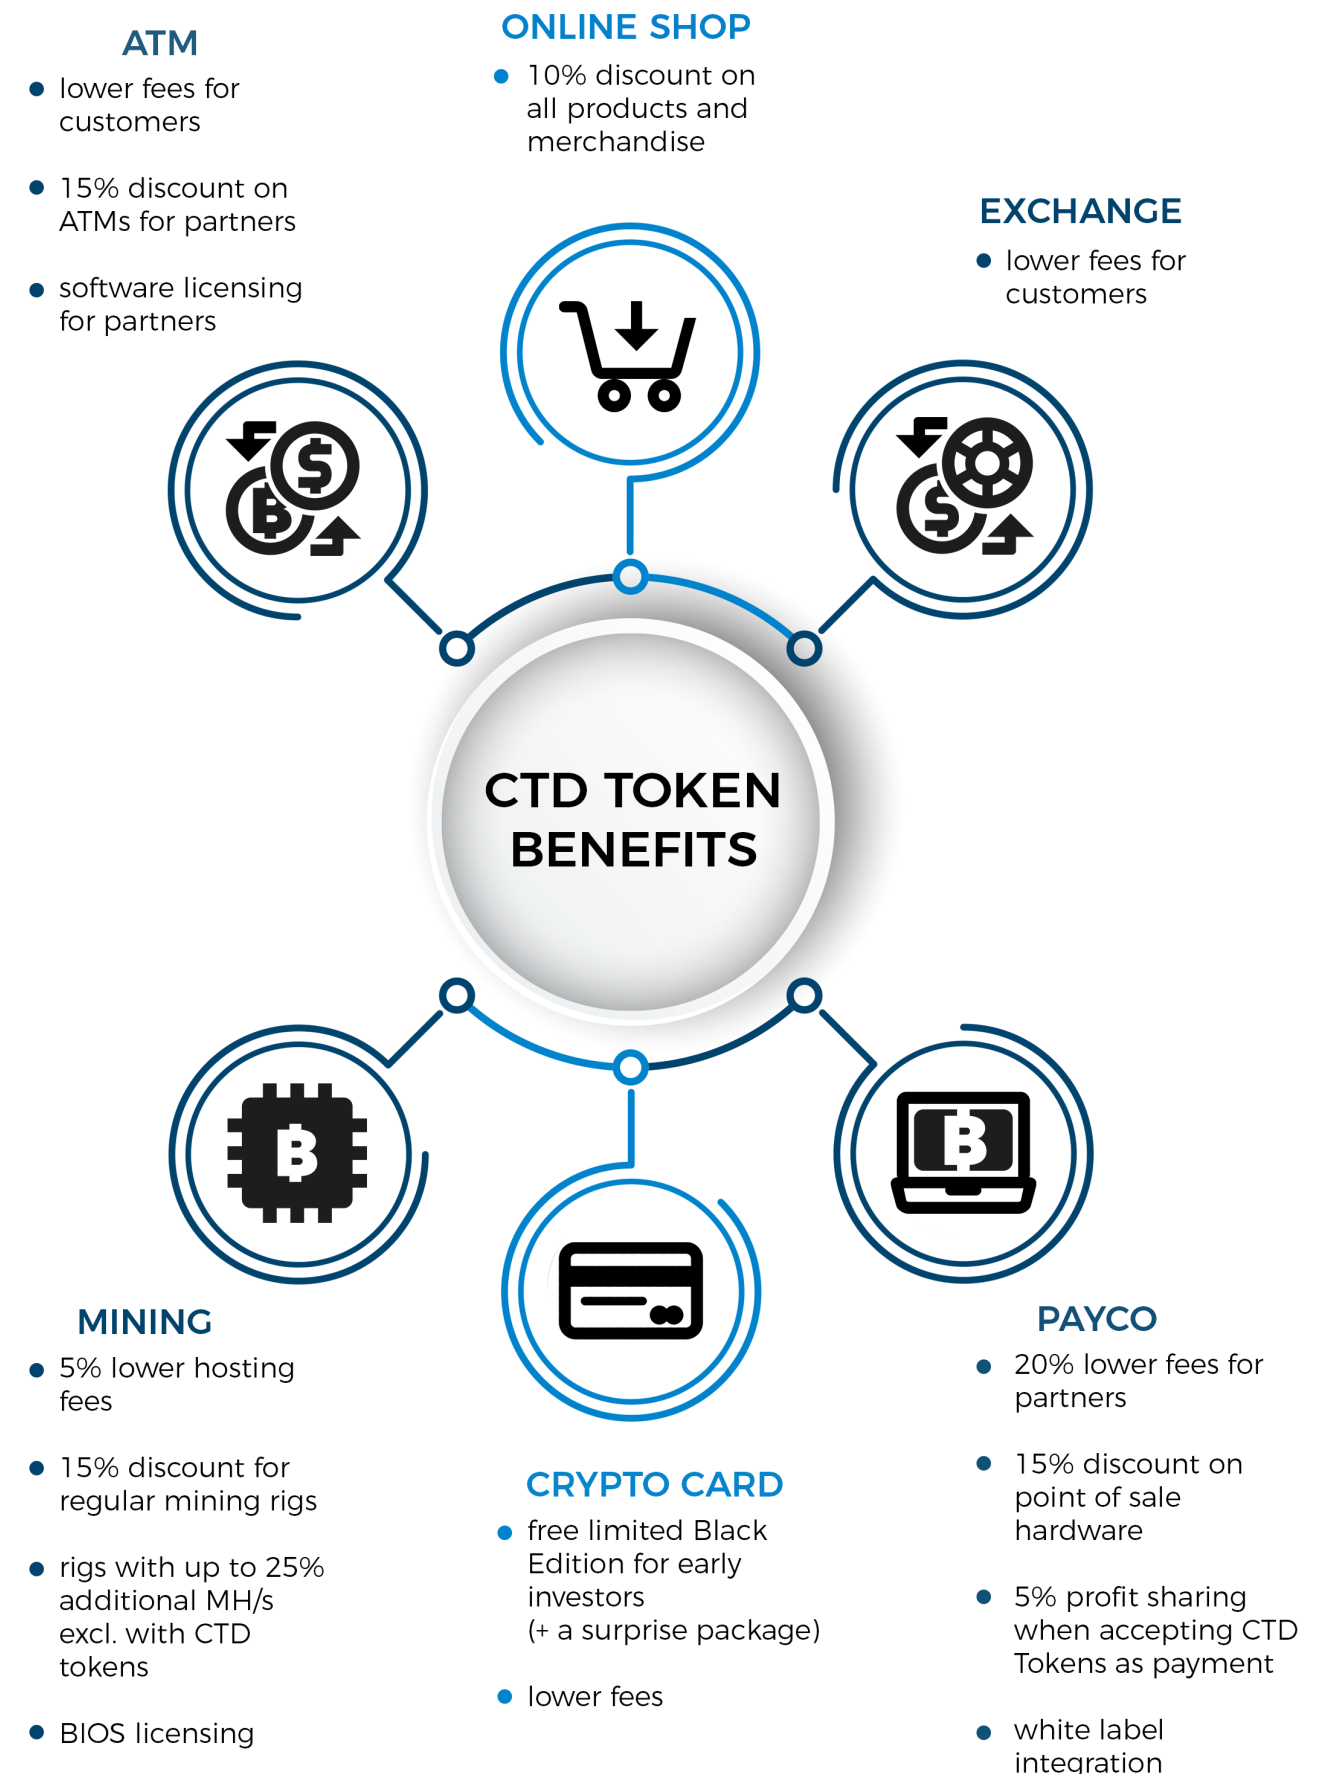 ATM
lower fees for
customers
15% discount on
ATMs for partners
software licensing
for partners
ONLINE SHOP
10% discount on
all products and
merchandise
EXCHANGE
lower fees for
customers
CTD TOKEN
BENEFITS
MINING
5% lower hosting
fees
15% discount for
regular mining rigs
rigs with up to 25%
additional MH/s
excl. with CTD
tokens
BIOS licensing
CRYPTO CARD
free limited Black
Edition for early
investors
(+ a surprise package)
lower fees
PAYCO
20% lower fees for
partners
15% discount on
point of sale
hardware
5% profit sharing
when accepting CTD
Tokens as payment
white label
integration